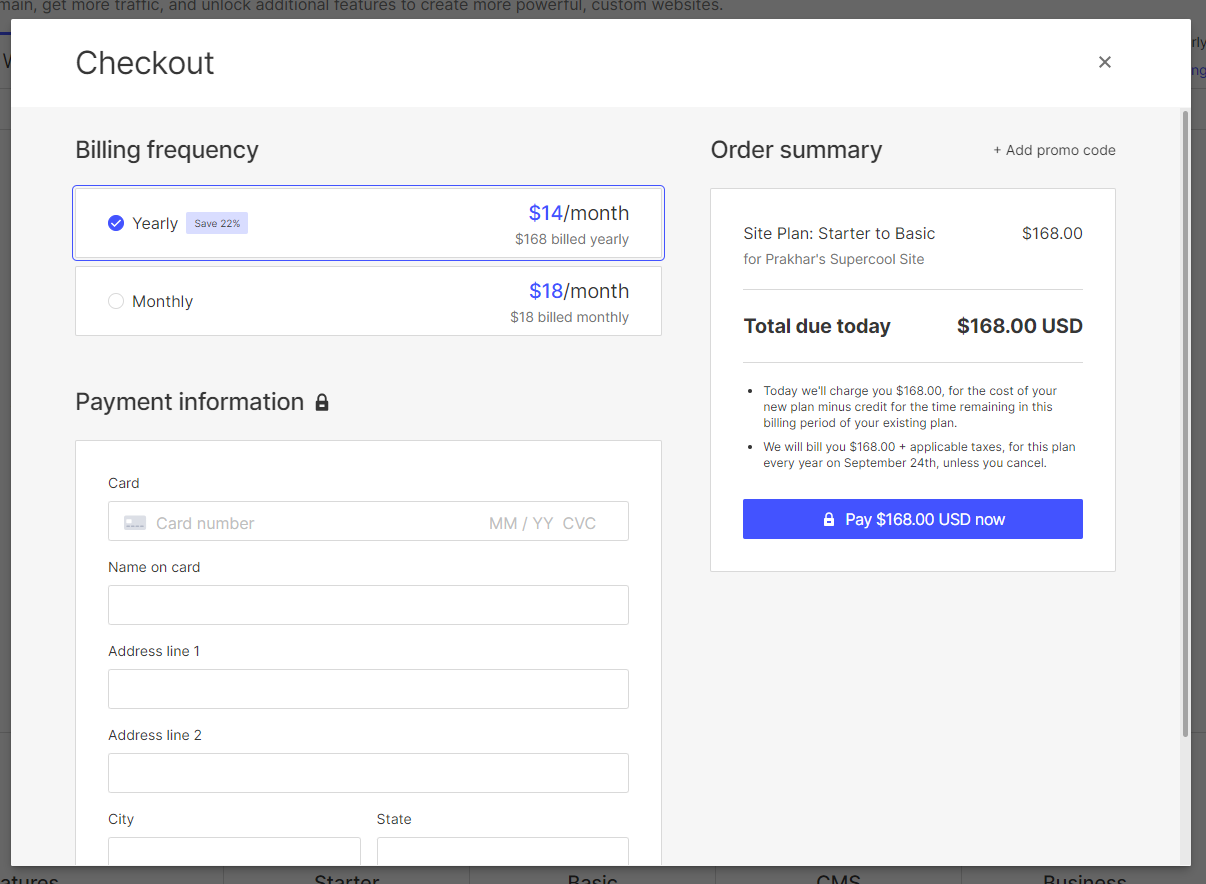 main, get more traffic, and unlock additional features to create more powerful, custom websites.
Checkout
Billing frequency
Yearly Save 22% $14/month
$168 billed yearly
Monthly $18/month
$18 billed monthly
Payment information
Card
Card number MM / YY CVC
Name on card
Address line 1
Address line 2
City State
Order summary + Add promo code
Site Plan: Starter to Basic $168.00
for Prakhar's Supercool Site
Total due today $168.00 USD
• Today we'll charge you $168.00, for the cost of your
new plan minus credit for the time remaining in this
billing period of your existing plan.
• We will bill you $168.00 + applicable taxes, for this plan
every year on September 24th, unless you cancel.
Pay $168.00 USD now
atures Starter Basic CMS Business